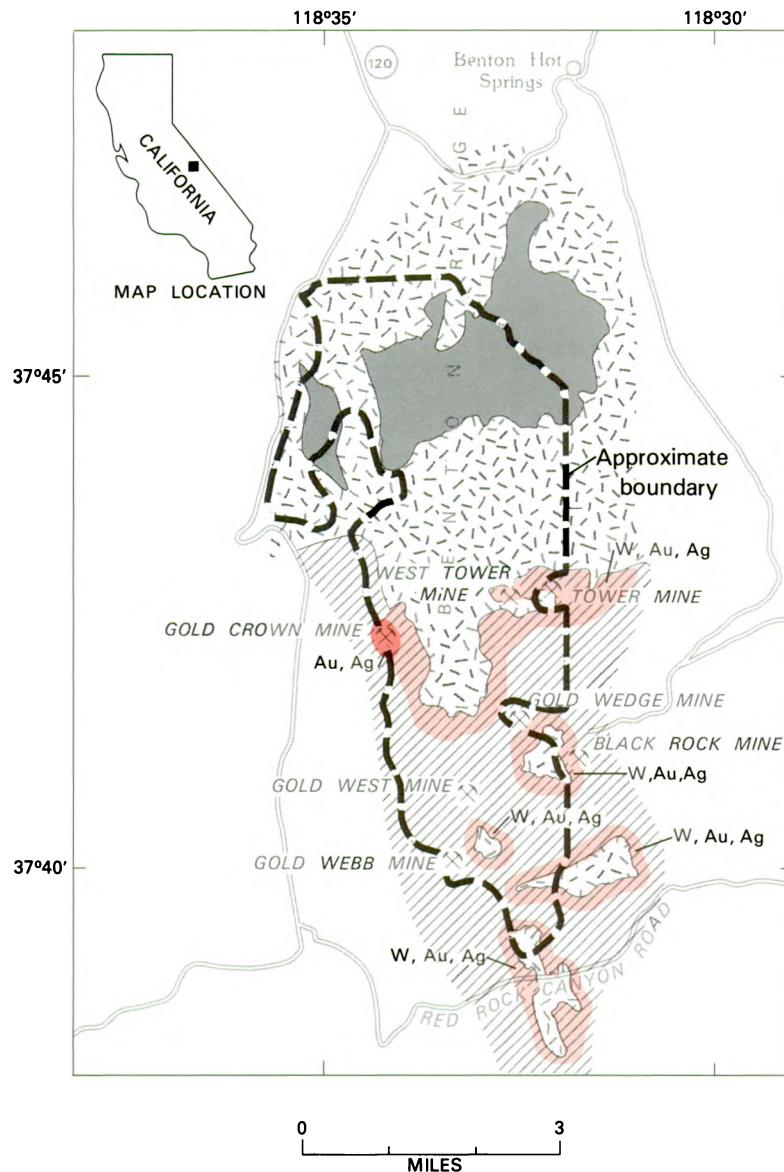 118°35'
118°30'
120
Benton Hot
Springs
CALIFORNIA
MAP LOCATION
BENTON RANGE
37°45'
Approximate
boundary
W, Au, Ag
WEST TOWER
MINE
TOWER MINE
GOLD CROWN MINE
Au, Ag
GOLD WEDGE MINE
BLACK ROCK MINE
W,Au,Ag
GOLD WEST MINE
W, Au, Ag
W, Au, Ag
37°40'
GOLD WEBB MINE
W, Au, Ag
RED ROCK CANYON ROAD
0 3
MILES